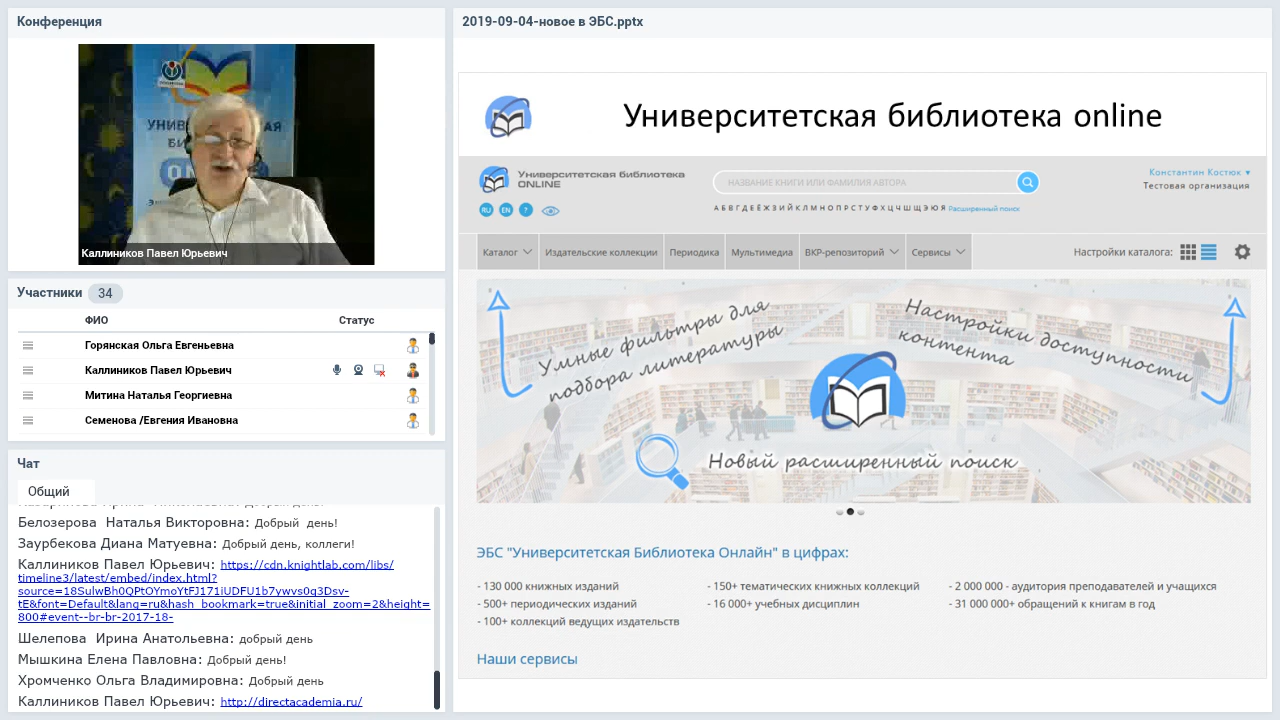 Конференция
Каллиников Павел Юрьевич
Участники 34
ФИО Статус
Горянская Ольга Евгеньевна
Каллиников Павел Юрьевич
Митина Наталья Георгиевна
Семенова /Евгения Ивановна
Чат
Общий
Белозерова Наталья Викторовна: Добрый день!
Заурбекова Диана Матуевна: Добрый день, коллеги!
Каллиников Павел Юрьевич: https://cdn.knightlab.com/libs/
timeline3/latest/embed/index.html?
source=18SulwBh0QPtOYmoYtFJ171iUDFU1b7ywvs0q3Dsv-
tE&font=Default&lang=ru&hash_bookmark=true&initial_zoom=2&height=
800#event--br-br-2017-18-
Шелепова Ирина Анатольевна: добрый день
Мышкина Елена Павловна: Добрый день!
Хромченко Ольга Владимировна: Добрый день
Каллиников Павел Юрьевич: http://directacademia.ru/
2019-09-04-новое в ЭБС.pptx
Университетская библиотека online
Университетская библиотека
ONLINE
НАЗВАНИЕ КНИГИ ИЛИ ФАМИЛИЯ АВТОРА
Константин Костюк ▾
Тестовая организация
RU EN ?
А Б В Г Д Е Ё Ж З И Й К Л М Н О П Р С Т У Ф Х Ц Ч Ш Щ Э Ю Я Расширенный поиск
Каталог Издательские коллекции Периодика Мультимедиа ВКР-репозиторий Сервисы Настройки каталога:
Умные фильтры для
подбора литературы
Настройки доступности
контента
Новый расширенный поиск
ЭБС "Университетская Библиотека Онлайн" в цифрах:
- 130 000 книжных изданий - 150+ тематических книжных коллекций - 2 000 000 - аудитория преподавателей и учащихся
- 500+ периодических изданий - 16 000+ учебных дисциплин - 31 000 000+ обращений к книгам в год
- 100+ коллекций ведущих издательств
Наши сервисы